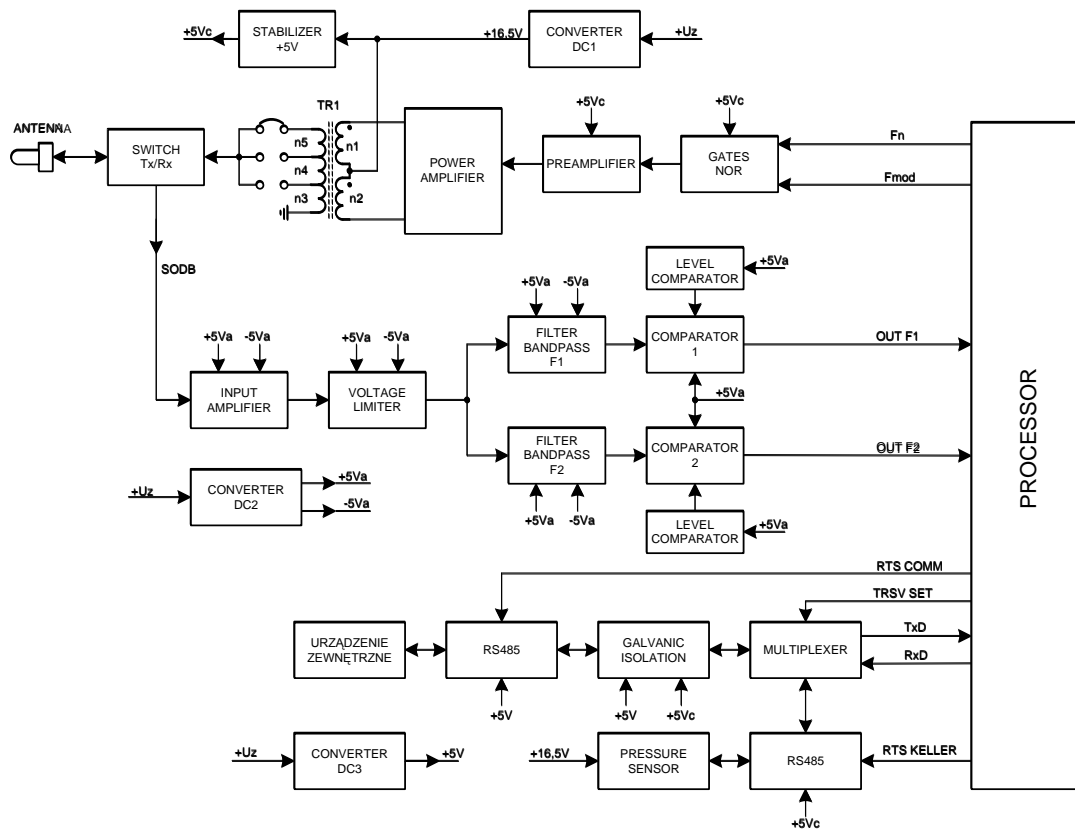 +5Vc
STABILIZER
+5V
+16,5V
CONVERTER
DC1
+Uz
TR1
+5Vc
+5Vc
ANTENNA
SWITCH
Tx/Rx
n5
n4
n3
n1
n2
POWER
AMPLIFIER
PREAMPLIFIER
GATES
NOR
Fn
Fmod
SODB
LEVEL
COMPARATOR
+5Va
+5Va
-5Va
FILTER
BANDPASS
F1
COMPARATOR
1
OUT F1
+5Va
-5Va
+5Va
-5Va
INPUT
AMPLIFIER
VOLTAGE
LIMITER
+5Va
FILTER
BANDPASS
F2
COMPARATOR
2
OUT F2
PROCESSOR
+Uz
CONVERTER
DC2
+5Va
-5Va
+5Va
-5Va
LEVEL
COMPARATOR
+5Va
RTS COMM
TRSV SET
URZĄDZENIE
ZEWNĘTRZNE
RS485
GALVANIC
ISOLATION
MULTIPLEXER
TxD
RxD
+5V
+5V
+5Vc
+Uz
CONVERTER
DC3
+5V
+16,5V
PRESSURE
SENSOR
RS485
RTS KELLER
+5Vc